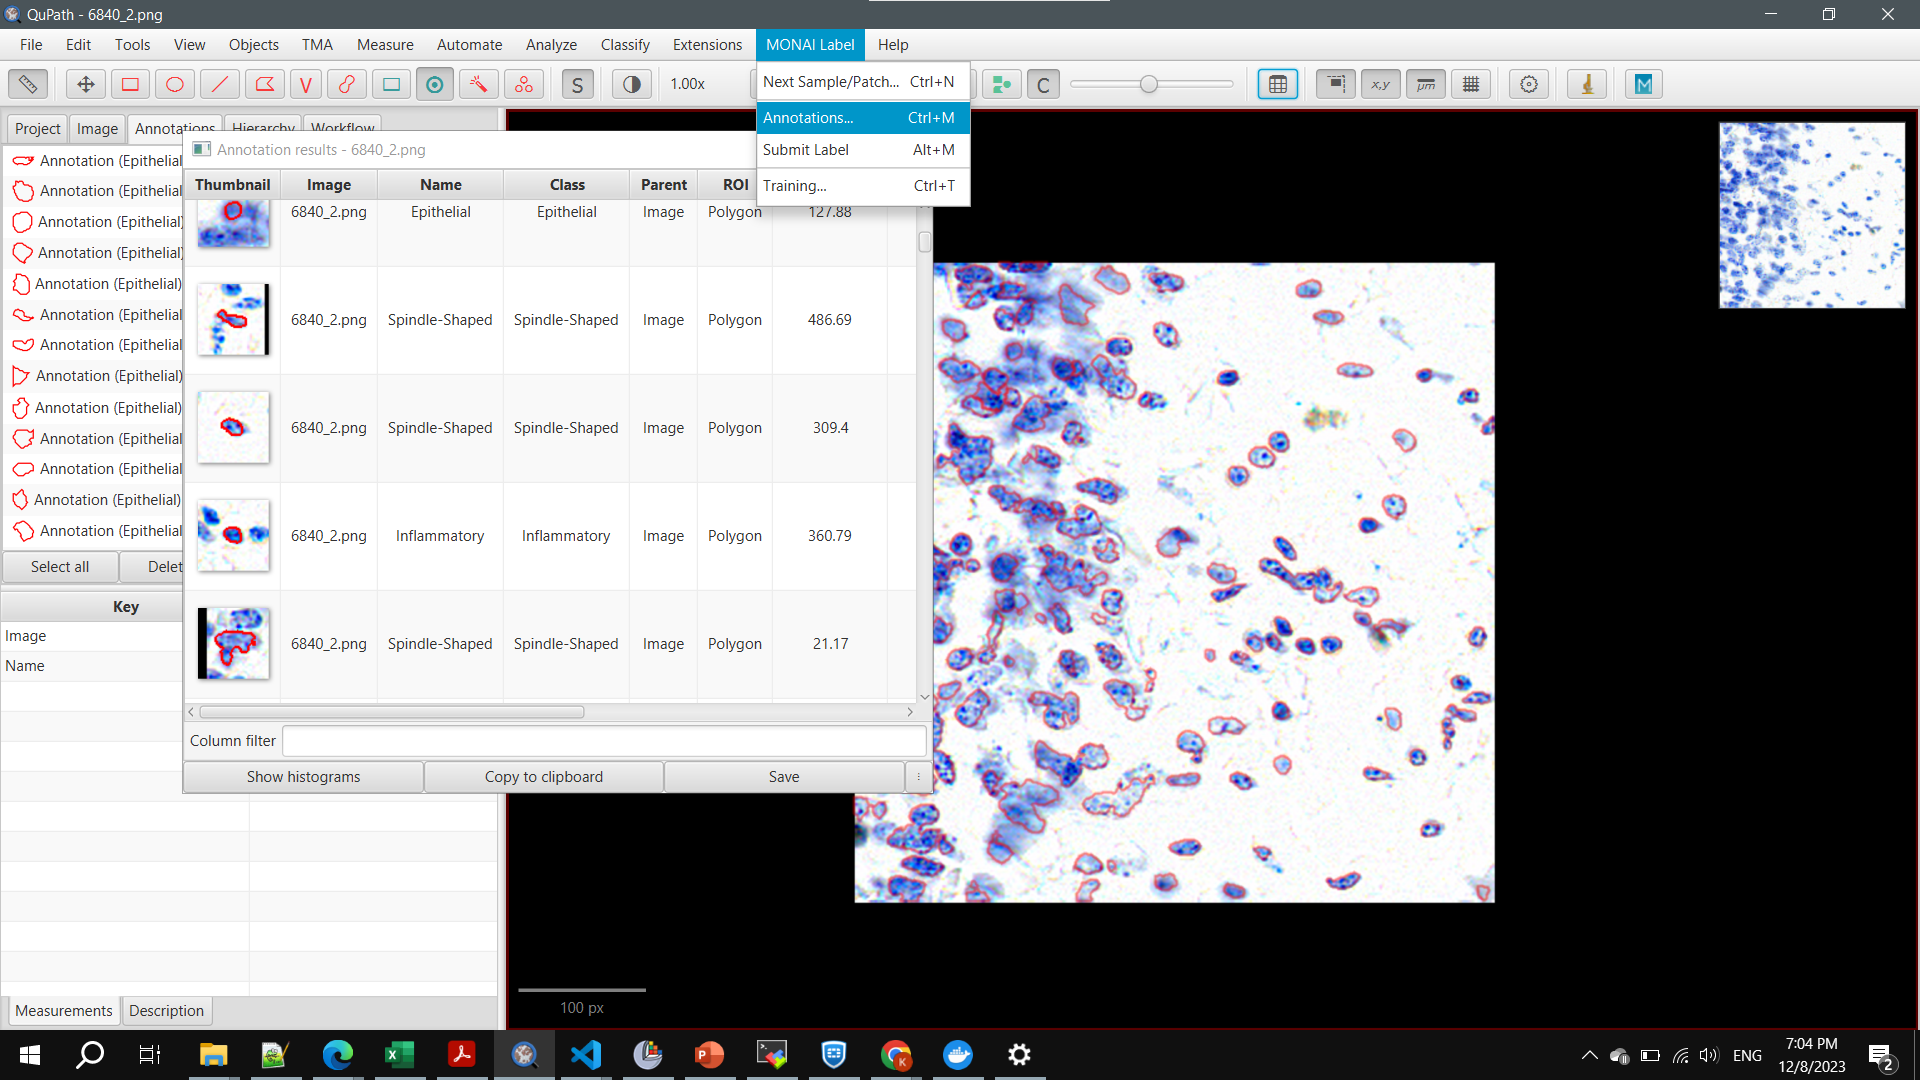 QuPath - 6840_2.png
File Edit Tools View Objects TMA Measure Automate Analyze Classify Extensions MONAI Label Help
V S 1.00x C x,y µm M
Next Sample/Patch... Ctrl+N
Annotations... Ctrl+M
Submit Label Alt+M
Training... Ctrl+T
Project Image Annotations Hierarchy Workflow
Annotation (Epithelial
Annotation (Epithelial
Annotation (Epithelial
Annotation (Epithelial
Annotation (Epithelial)
Annotation (Epithelial
Annotation (Epithelial
Annotation (Epithelial)
Annotation (Epithelial)
Annotation (Epithelial
Annotation (Epithelial
Annotation (Epithelial)
Annotation (Epithelial
Select all Delet
Key
Image
Name
Measurements Description
Annotation results - 6840_2.png
Thumbnail Image Name Class Parent ROI
6840_2.png Epithelial Epithelial Image Polygon 127.88
6840_2.png Spindle-Shaped Spindle-Shaped Image Polygon 486.69
6840_2.png Spindle-Shaped Spindle-Shaped Image Polygon 309.4
6840_2.png Inflammatory Inflammatory Image Polygon 360.79
6840_2.png Spindle-Shaped Spindle-Shaped Image Polygon 21.17
Column filter
Show histograms Copy to clipboard Save
100 px
ENG
7:04 PM
12/8/2023
2